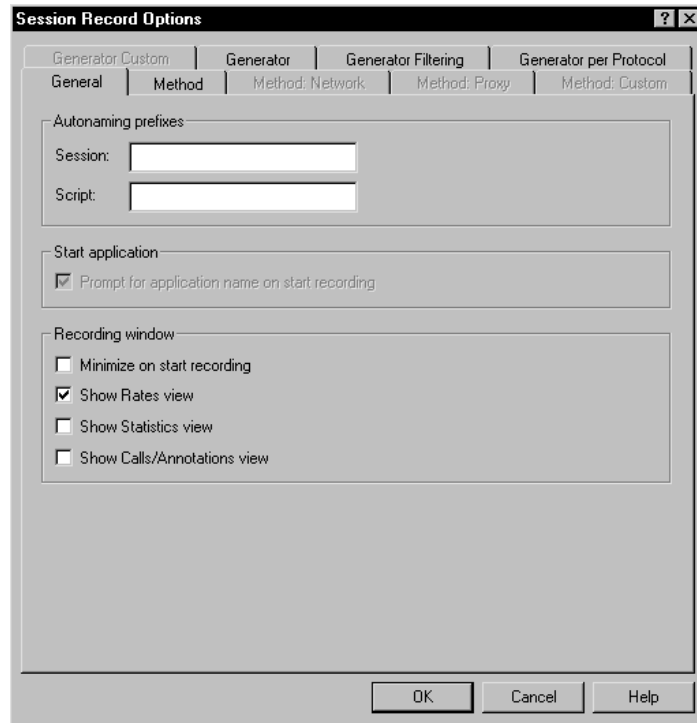 Session Record Options
Generator Custom Generator Generator Filtering Generator per Protocol
General Method Method: Network Method: Proxy Method: Custom
Autonaming prefixes
Session:
Script:
Start application
Prompt for application name on start recording
Recording window
Minimize on start recording
Show Rates view
Show Statistics view
Show Calls/Annotations view
OK Cancel Help